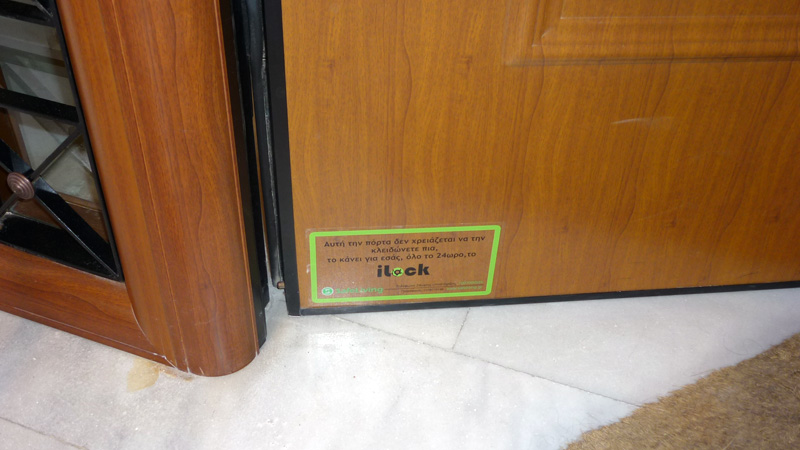 Αυτή την πόρτα δεν χρειάζεται να την
κλειδώνετε πια,
το κάνει για εσάς, όλο το 24ωρο, το
iLock